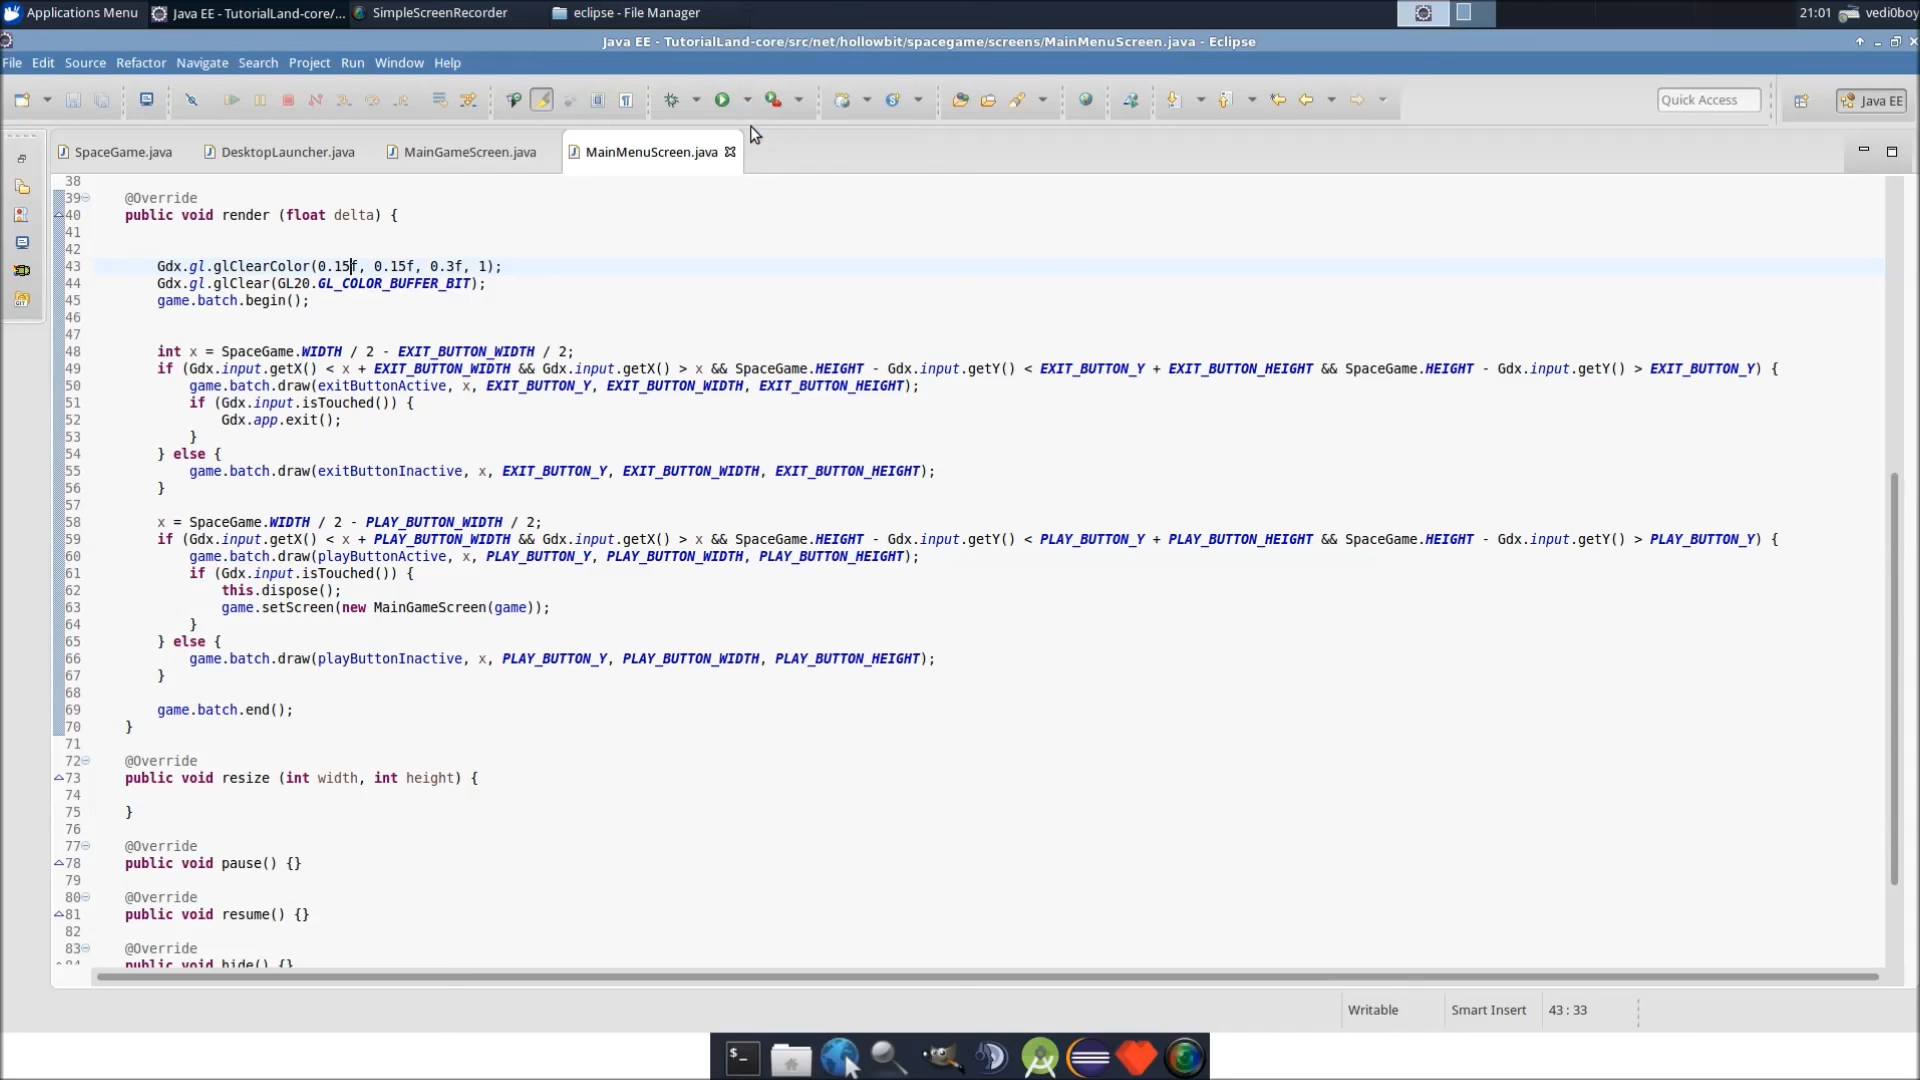 Applications Menu Java EE - TutorialLand-core/... SimpleScreenRecorder eclipse - File Manager 21:01 vedi0boy
Java EE - TutorialLand-core/src/net/hollowbit/spacegame/screens/MainMenuScreen.java - Eclipse
File Edit Source Refactor Navigate Search Project Run Window Help
Quick Access Java EE
SpaceGame.java DesktopLauncher.java MainGameScreen.java MainMenuScreen.java
38
39 @Override
40 public void render (float delta) {
41
42
43 Gdx.gl.glClearColor(0.15f, 0.15f, 0.3f, 1);
44 Gdx.gl.glClear(GL20.GL_COLOR_BUFFER_BIT);
45 game.batch.begin();
46
47
48 int x = SpaceGame.WIDTH / 2 - EXIT_BUTTON_WIDTH / 2;
49 if (Gdx.input.getX() < x + EXIT_BUTTON_WIDTH && Gdx.input.getX() > x && SpaceGame.HEIGHT - Gdx.input.getY() < EXIT_BUTTON_Y + EXIT_BUTTON_HEIGHT && SpaceGame.HEIGHT - Gdx.input.getY() > EXIT_BUTTON_Y) {
50 game.batch.draw(exitButtonActive, x, EXIT_BUTTON_Y, EXIT_BUTTON_WIDTH, EXIT_BUTTON_HEIGHT);
51 if (Gdx.input.isTouched()) {
52 Gdx.app.exit();
53 }
54 } else {
55 game.batch.draw(exitButtonInactive, x, EXIT_BUTTON_Y, EXIT_BUTTON_WIDTH, EXIT_BUTTON_HEIGHT);
56 }
57
58 x = SpaceGame.WIDTH / 2 - PLAY_BUTTON_WIDTH / 2;
59 if (Gdx.input.getX() < x + PLAY_BUTTON_WIDTH && Gdx.input.getX() > x && SpaceGame.HEIGHT - Gdx.input.getY() < PLAY_BUTTON_Y + PLAY_BUTTON_HEIGHT && SpaceGame.HEIGHT - Gdx.input.getY() > PLAY_BUTTON_Y) {
60 game.batch.draw(playButtonActive, x, PLAY_BUTTON_Y, PLAY_BUTTON_WIDTH, PLAY_BUTTON_HEIGHT);
61 if (Gdx.input.isTouched()) {
62 this.dispose();
63 game.setScreen(new MainGameScreen(game));
64 }
65 } else {
66 game.batch.draw(playButtonInactive, x, PLAY_BUTTON_Y, PLAY_BUTTON_WIDTH, PLAY_BUTTON_HEIGHT);
67 }
68
69 game.batch.end();
70 }
71
72 @Override
73 public void resize (int width, int height) {
74
75 }
76
77 @Override
78 public void pause() {}
79
80 @Override
81 public void resume() {}
82
83 @Override
84 public void hide() {}
Writable Smart Insert 43 : 33